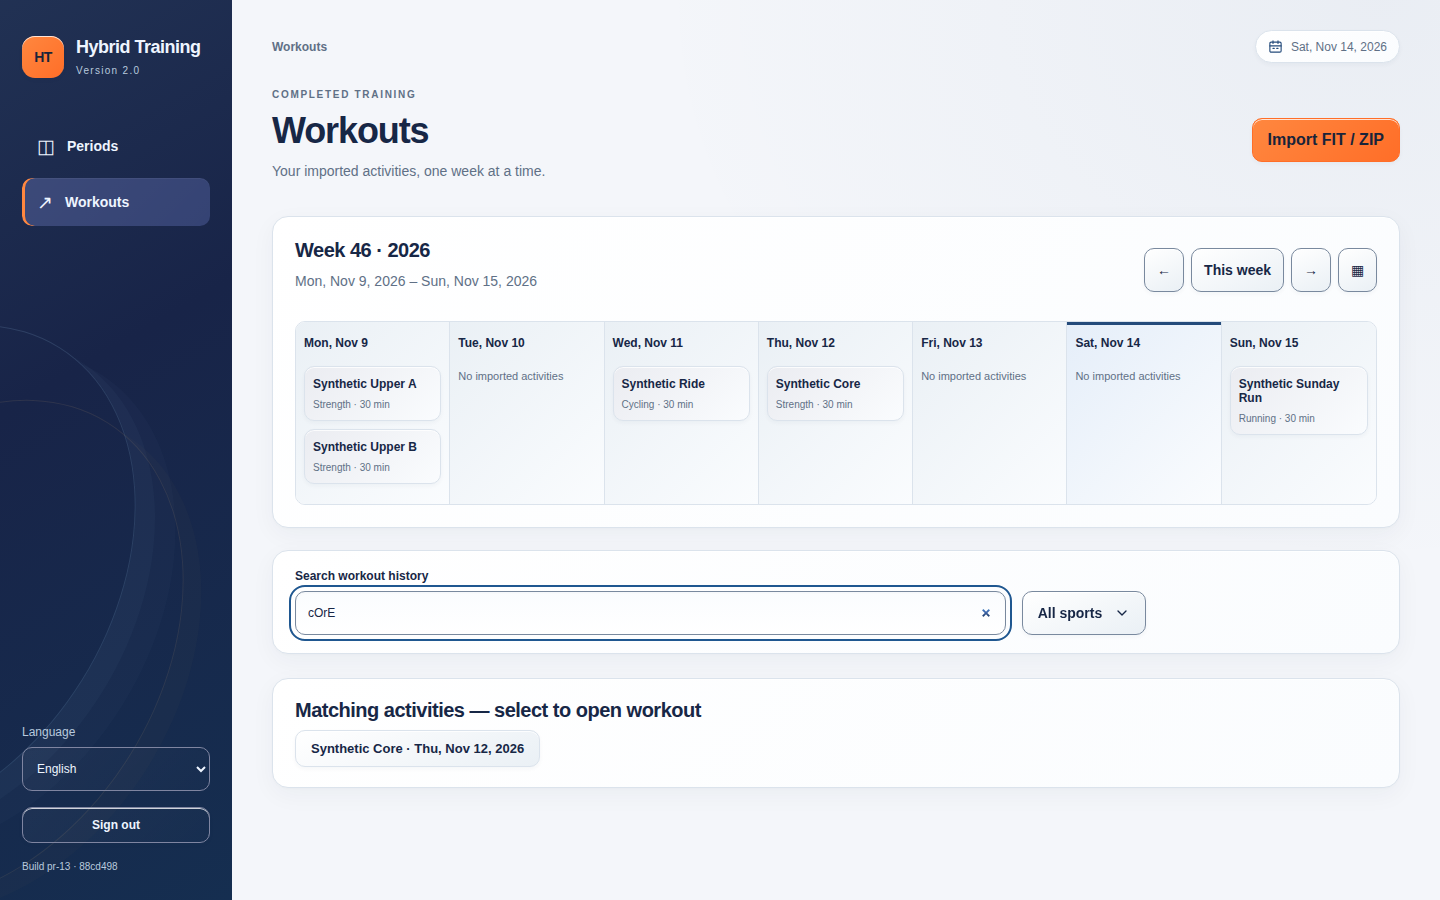 HT
Hybrid Training
Version 2.0
Periods
Workouts
Language
English
Sign out
Build pr-13 · 88cd498
Workouts
Sat, Nov 14, 2026
COMPLETED TRAINING
Workouts
Your imported activities, one week at a time.
Import FIT / ZIP
Week 46 · 2026
Mon, Nov 9, 2026 – Sun, Nov 15, 2026
←
This week
→
Mon, Nov 9
Synthetic Upper A
Strength · 30 min
Synthetic Upper B
Strength · 30 min
Tue, Nov 10
No imported activities
Wed, Nov 11
Synthetic Ride
Cycling · 30 min
Thu, Nov 12
Synthetic Core
Strength · 30 min
Fri, Nov 13
No imported activities
Sat, Nov 14
No imported activities
Sun, Nov 15
Synthetic Sunday
Run
Running · 30 min
Search workout history
cOrE
×
All sports
Matching activities — select to open workout
Synthetic Core · Thu, Nov 12, 2026